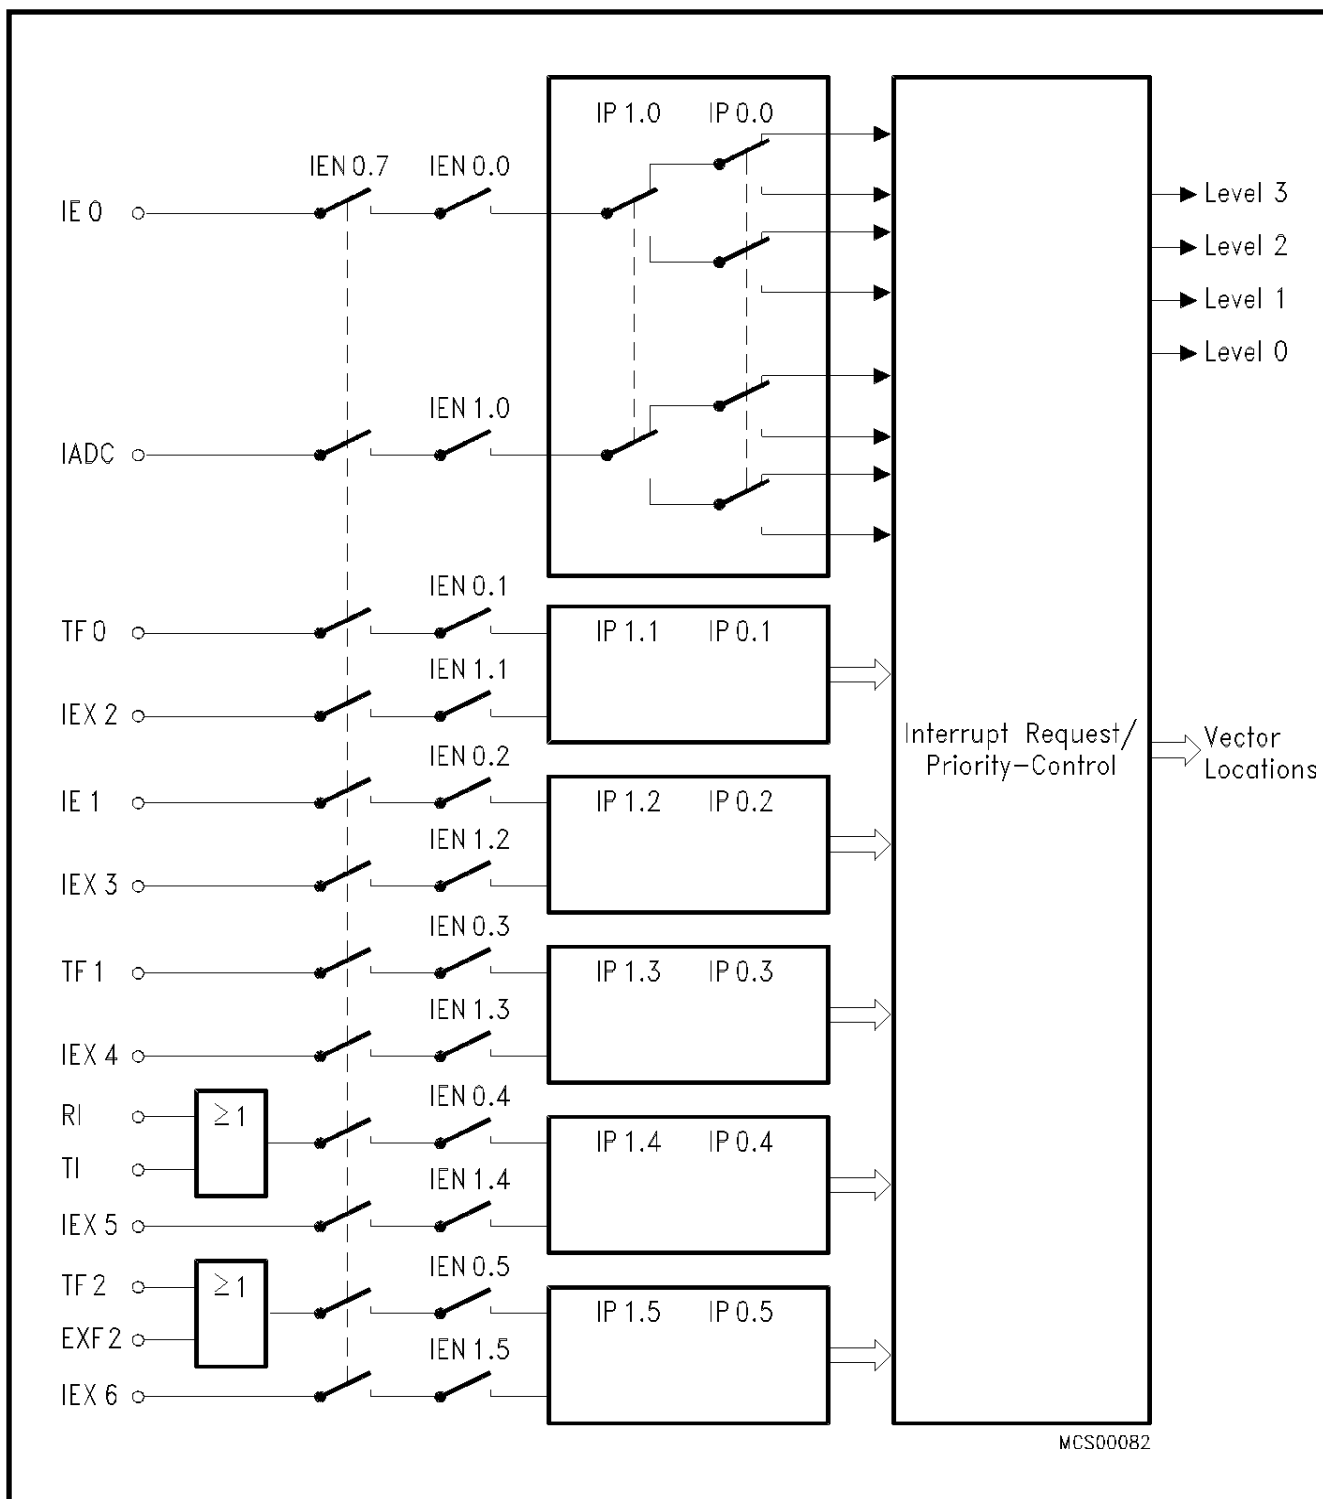 IP 1.0 IP 0.0
IEN 0.7 IEN 0.0
IE 0
Level 3
Level 2
Level 1
Level 0
IEN 1.0
IADC
IEN 0.1
TF 0
IP 1.1 IP 0.1
IEN 1.1
IEX 2
Interrupt Request/
Priority-Control
Vector
Locations
IEN 0.2
IE 1
IP 1.2 IP 0.2
IEN 1.2
IEX 3
IEN 0.3
TF 1
IP 1.3 IP 0.3
IEN 1.3
IEX 4
RI
≥1
TI
IEN 0.4
IP 1.4 IP 0.4
IEN 1.4
IEX 5
TF 2
≥1
EXF2
IEN 0.5
IP 1.5 IP 0.5
IEN 1.5
IEX 6
MCS00082